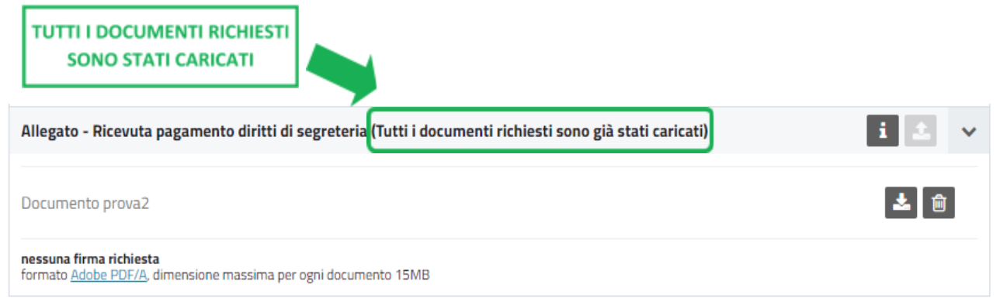 TUTTI I DOCUMENTI RICHIESTI
SONO STATI CARICATI
Allegato - Ricevuta pagamento diritti di segreteria (Tutti i documenti richiesti sono già stati caricati)
Documento prova2
nessuna firma richiesta
formato Adobe PDF/A, dimensione massima per ogni documento 15MB